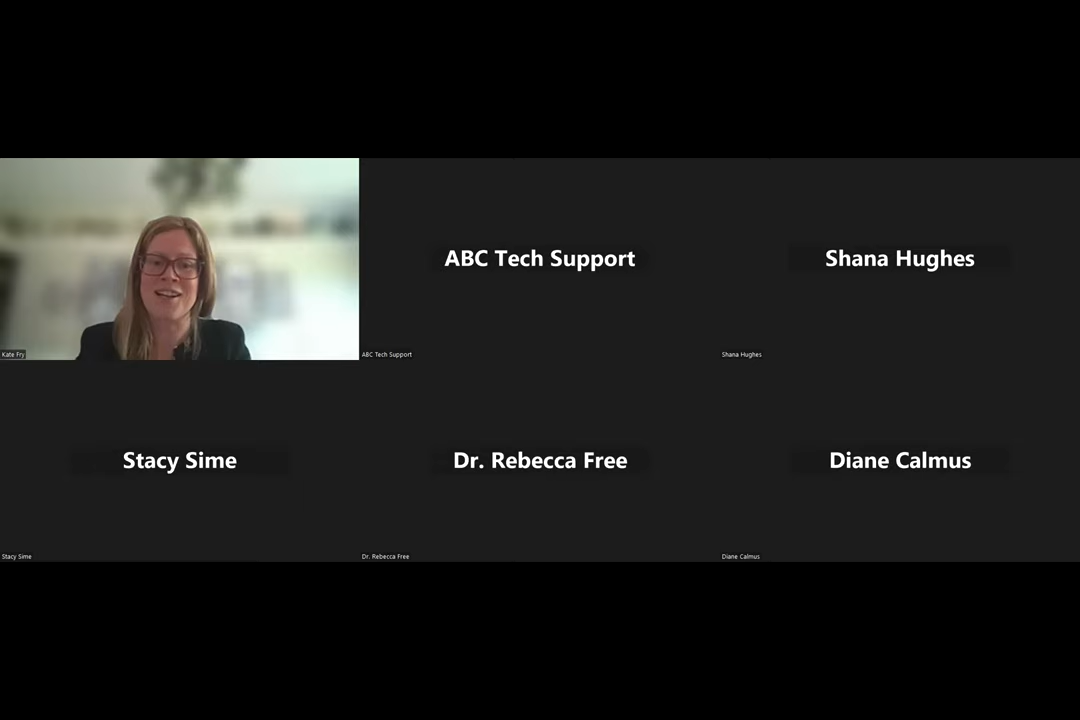 Kate Fry
ABC Tech Support
ABC Tech Support
Shana Hughes
Shana Hughes
Stacy Sime
Stacy Sime
Dr. Rebecca Free
Dr. Rebecca Free
Diane Calmus
Diane Calmus